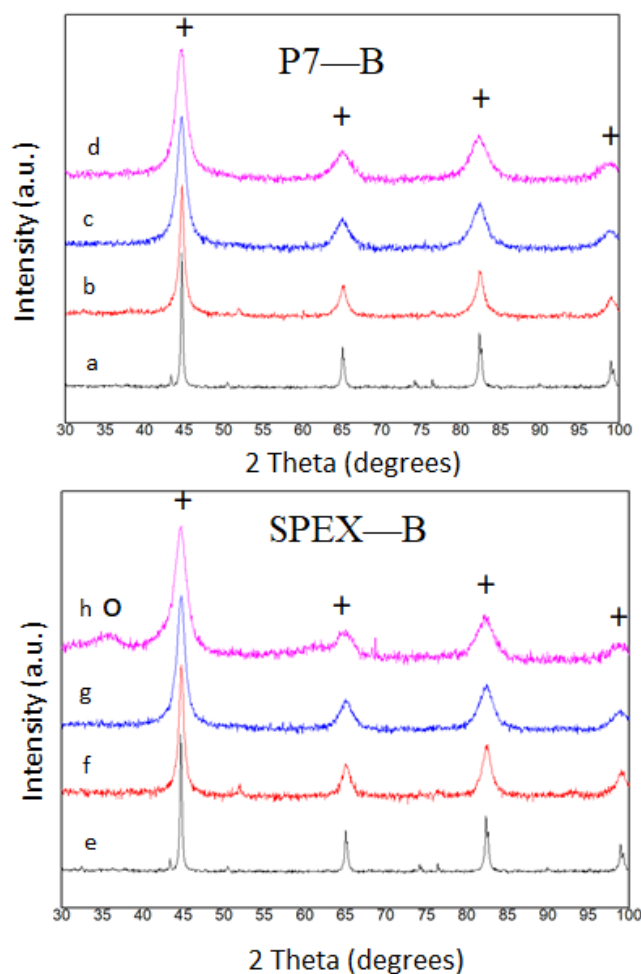 +
P7—B
+
+
+
d
c
b
a
Intensity (a.u.)
30 35 40 45 50 55 60 65 70 75 80 85 90 95 100
2 Theta (degrees)
+
SPEX—B
+
+
+
h O
g
f
e
Intensity (a.u.)
30 35 40 45 50 55 60 65 70 75 80 85 90 95 100
2 Theta (degrees)